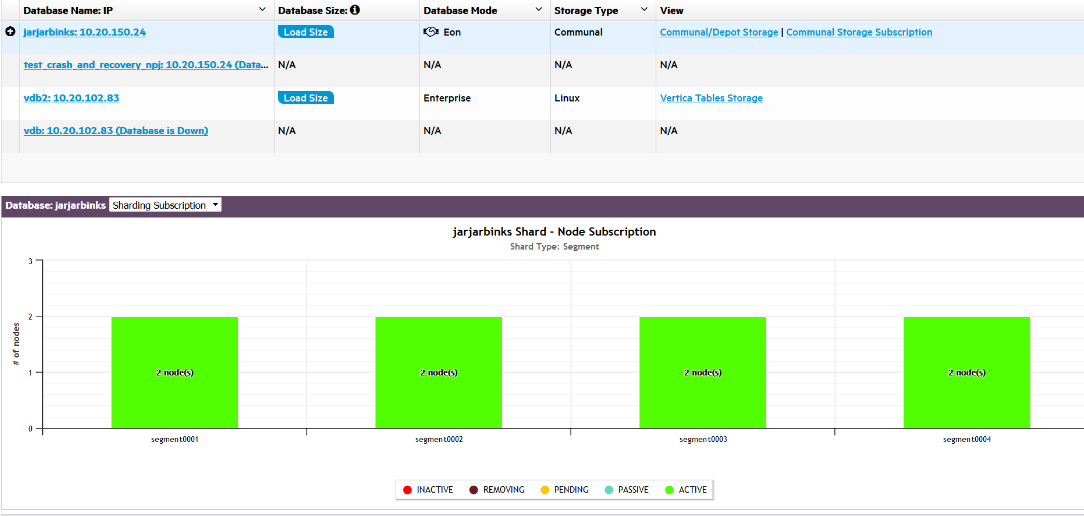 Database Name: IP Database Size: Database Mode Storage Type View
jarjarbinks: 10.20.150.24 Load Size Eon Communal Communal/Depot Storage | Communal Storage Subscription
test_crash_and_recovery_npj: 10.20.150.24 (Data... N/A N/A N/A N/A
vdb2: 10.20.102.83 Load Size Enterprise Linux Vertica Tables Storage
vdb: 10.20.102.83 (Database is Down) N/A N/A N/A N/A
Database: jarjarbinks Sharding Subscription
jarjarbinks Shard - Node Subscription
Shard Type: Segment
# of nodes
3
2
1
0
2 node(s) 2 node(s) 2 node(s) 2 node(s)
segment0001 segment0002 segment0003 segment0004
INACTIVE REMOVING PENDING PASSIVE ACTIVE